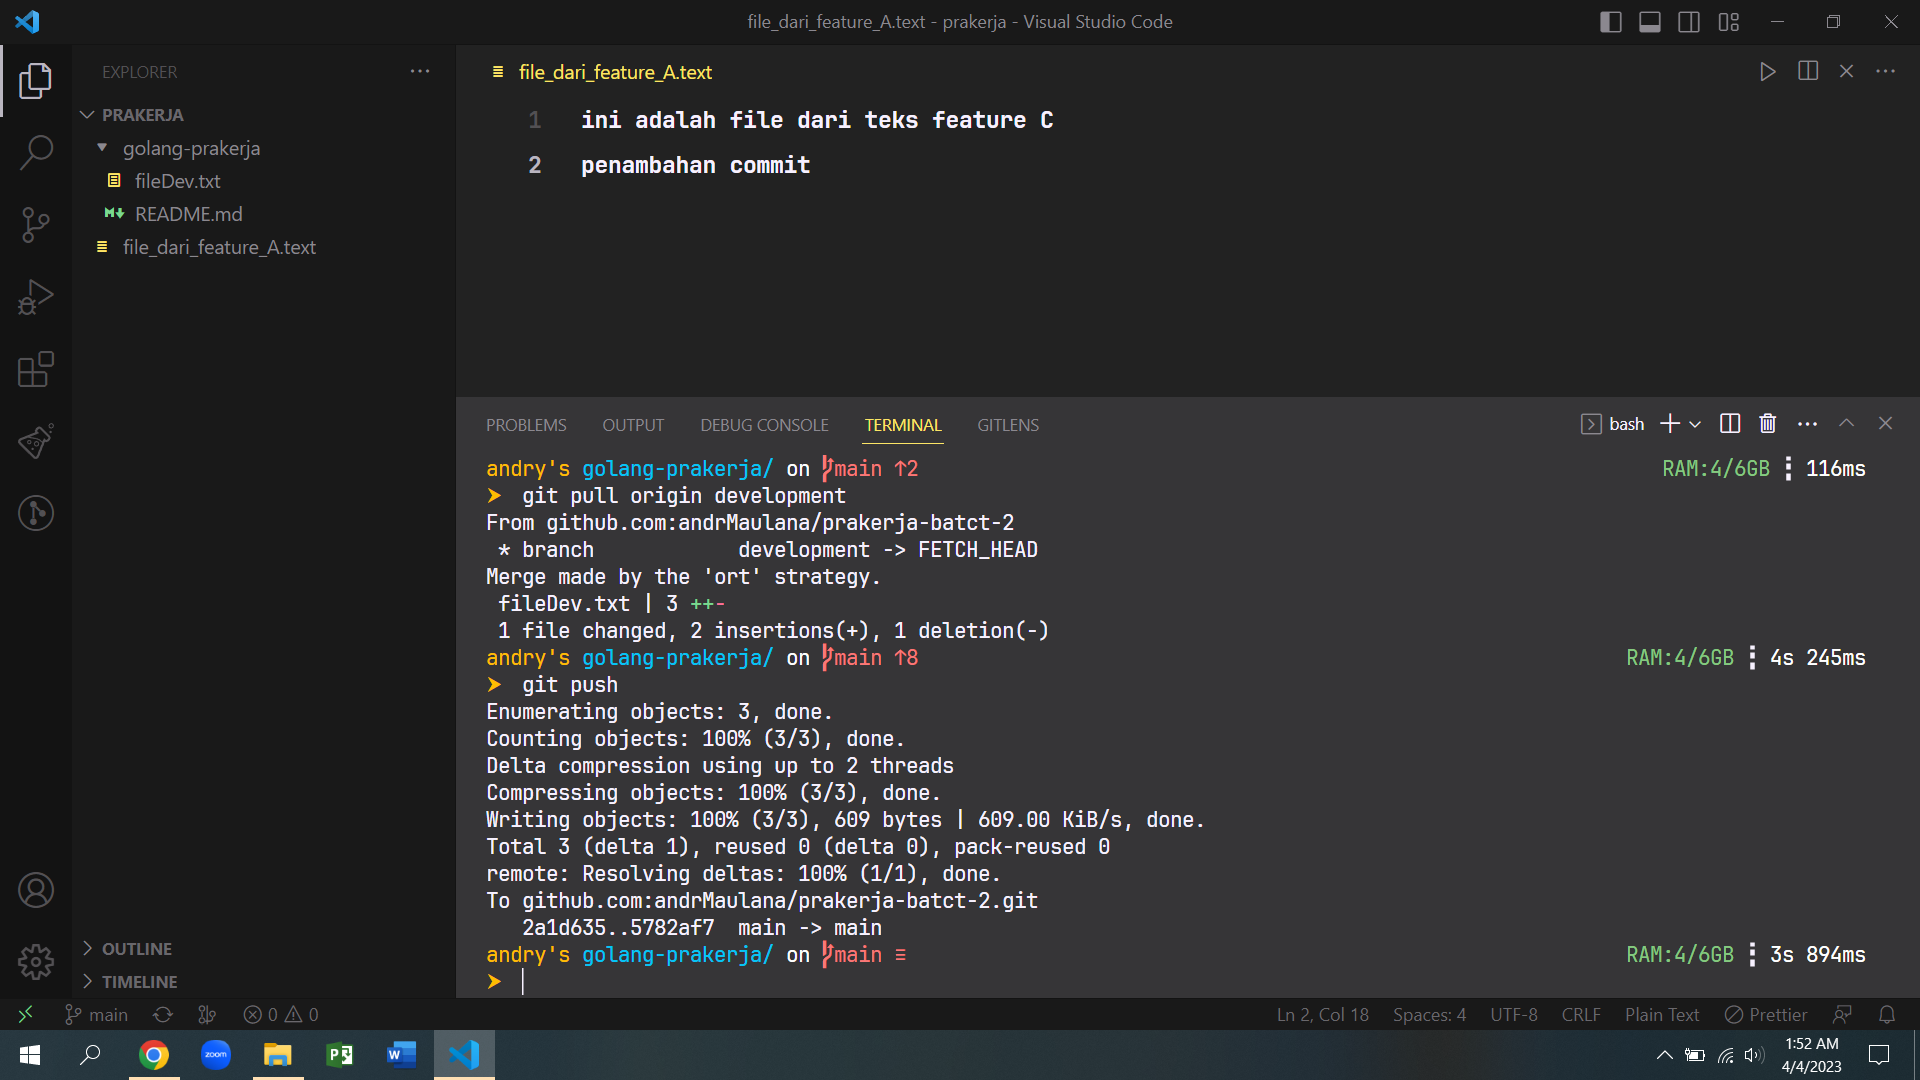 file_dari_feature_A.text - prakerja - Visual Studio Code
EXPLORER
PRAKERJA
golang-prakerja
fileDev.txt
README.md
file_dari_feature_A.text
OUTLINE
TIMELINE
file_dari_feature_A.text
1 ini adalah file dari teks feature C
2 penambahan commit
PROBLEMS OUTPUT DEBUG CONSOLE TERMINAL GITLENS
bash
andry's golang-prakerja/ on main ↑2 RAM:4/6GB 116ms
git pull origin development
From github.com:andrMaulana/prakerja-batct-2
* branch development -> FETCH_HEAD
Merge made by the 'ort' strategy.
fileDev.txt | 3 ++-
1 file changed, 2 insertions(+), 1 deletion(-)
andry's golang-prakerja/ on main ↑8 RAM:4/6GB 4s 245ms
git push
Enumerating objects: 3, done.
Counting objects: 100% (3/3), done.
Delta compression using up to 2 threads
Compressing objects: 100% (3/3), done.
Writing objects: 100% (3/3), 609 bytes | 609.00 KiB/s, done.
Total 3 (delta 1), reused 0 (delta 0), pack-reused 0
remote: Resolving deltas: 100% (1/1), done.
To github.com:andrMaulana/prakerja-batct-2.git
2a1d635..5782af7 main -> main
andry's golang-prakerja/ on main ≡ RAM:4/6GB 3s 894ms
main 0 0 Ln 2, Col 18 Spaces: 4 UTF-8 CRLF Plain Text Prettier
zoom
1:52 AM
4/4/2023